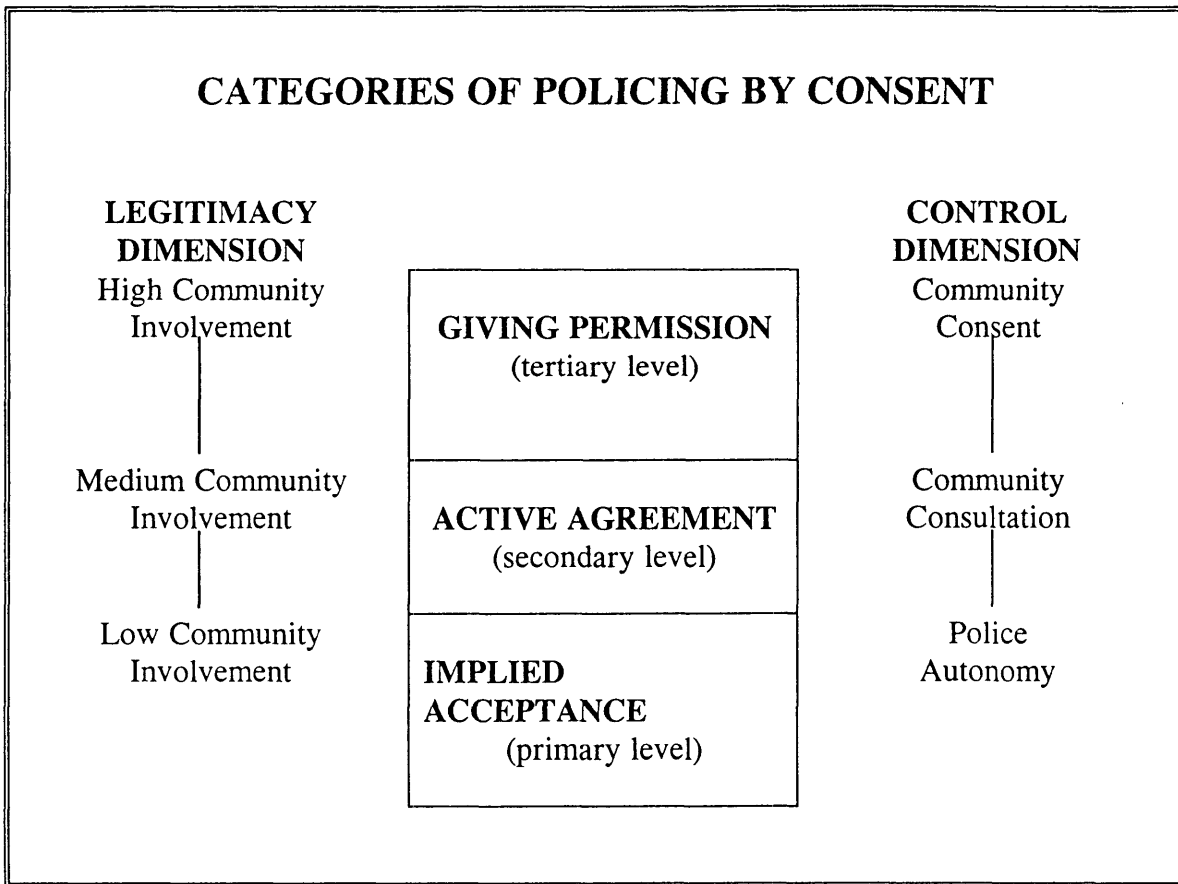 CATEGORIES OF POLICING BY CONSENT
LEGITIMACY
DIMENSION
High Community
Involvement
Medium Community
Involvement
Low Community
Involvement
GIVING PERMISSION
(tertiary level)
ACTIVE AGREEMENT
(secondary level)
IMPLIED
ACCEPTANCE
(primary level)
CONTROL
DIMENSION
Community
Consent
Community
Consultation
Police
Autonomy